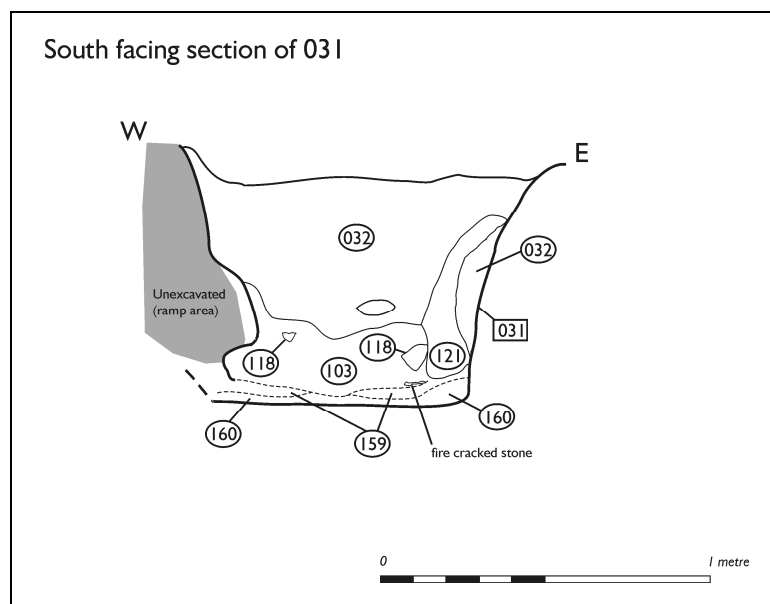 South facing section of 031
W
E
032
032
Unexcavated
(ramp area)
031
118
118
121
103
160
159
160
fire cracked stone
0
1 metre